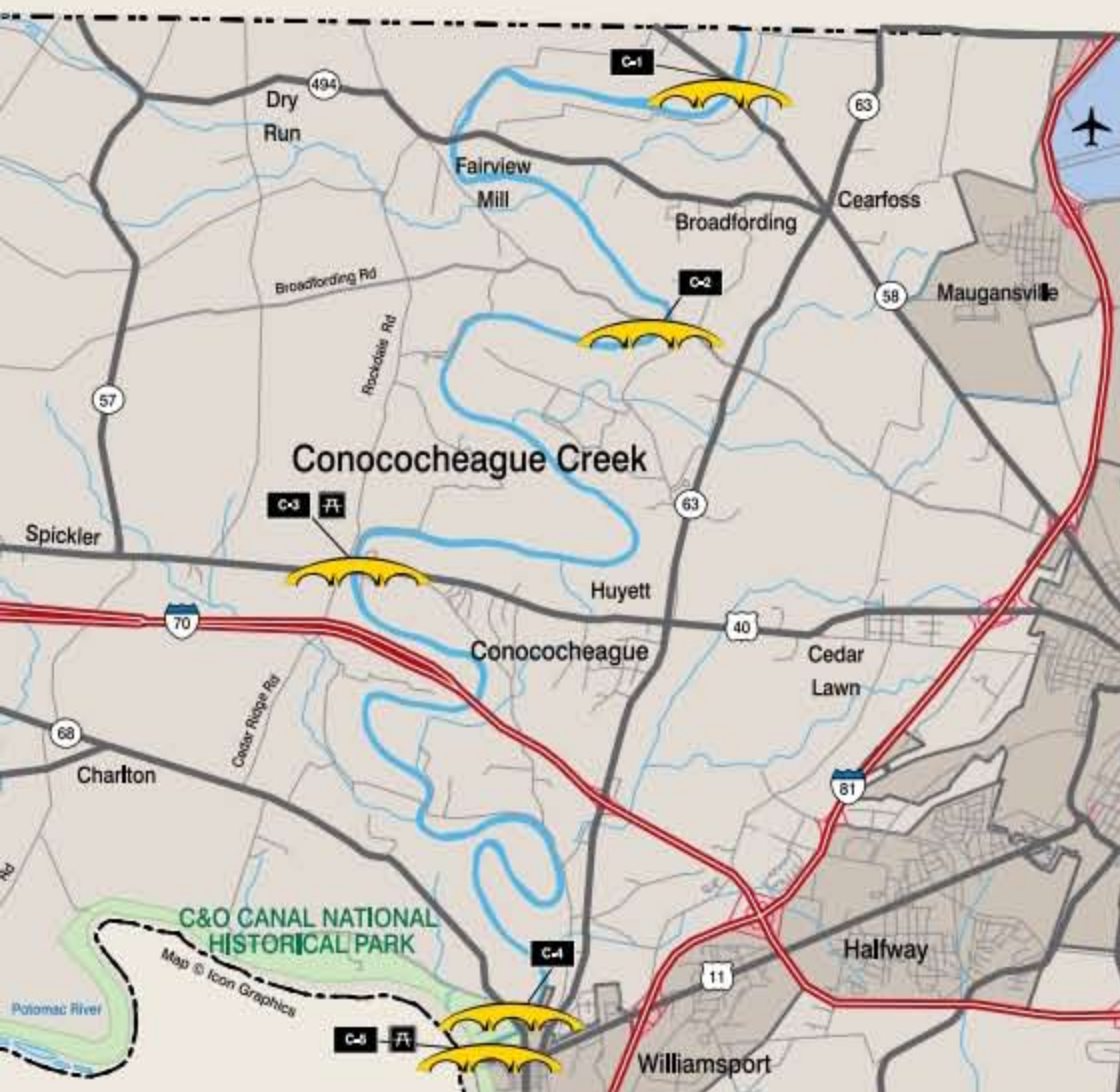 C-1
494
Dry
Run
63
Fairview
Mill
Cearfoss
Broadfording
C-2
Broadfording Rd
58
Maugansville
Rockdale Rd
57
Conococheague Creek
C-3
63
Spickler
Huyett
70
40
Conococheague
Cedar
Lawn
Cedar Ridge Rd
68
Charlton
81
Rd
C&O CANAL NATIONAL
HISTORICAL PARK
Map © Icon Graphics
C-4
Halfway
11
Potomac River
C-5
Williamsport